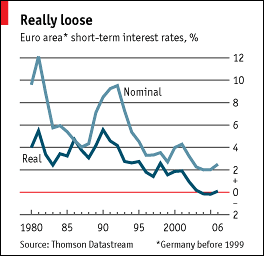 Really loose
Euro area* short-term interest rates, %
12
10
Nominal
8
6
4
Real
2
+
0
–
2
1980 85 90 95 2000 06
Source: Thomson Datastream *Germany before 1999